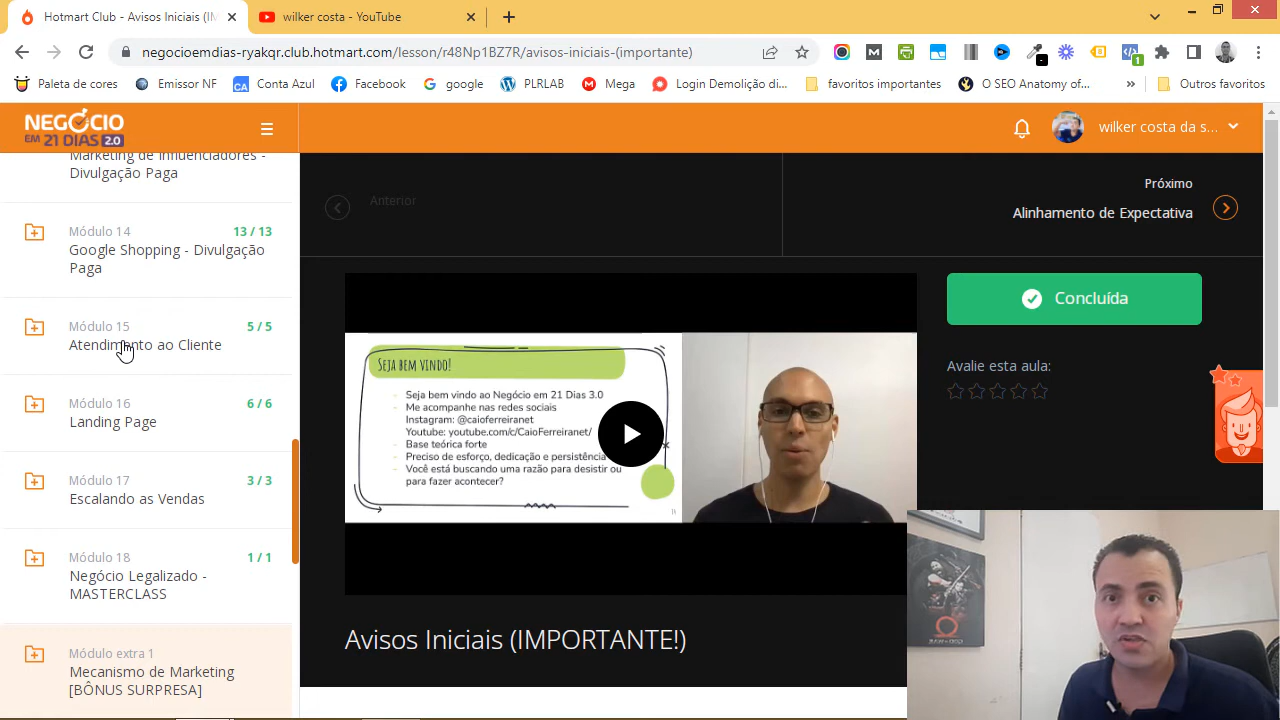 Hotmart Club - Avisos Iniciais (IM
wilker costa - YouTube
negocioemdias-ryakqr.club.hotmart.com/lesson/r48Np1BZ7R/avisos-iniciais-(importante)
1
Paleta de cores
Emissor NF
CA
Conta Azul
Facebook
google
PLRLAB
Mega
Login Demolição di...
favoritos importantes
O SEO Anatomy of...
»
Outros favoritos
NEGÓCIO
EM 21 DIAS 2.0
wilker costa da s...
Marketing de Influenciadores -
Divulgação Paga
Módulo 14
13 / 13
Google Shopping - Divulgação
Paga
Módulo 15
5 / 5
Atendimento ao Cliente
Módulo 16
6 / 6
Landing Page
Módulo 17
3 / 3
Escalando as Vendas
Módulo 18
1 / 1
Negócio Legalizado -
MASTERCLASS
Módulo extra 1
Mecanismo de Marketing
[BÔNUS SURPRESA]
Anterior
Próximo
Alinhamento de Expectativa
SEJA BEM VINDO!
Seja bem vindo ao Negócio em 21 Dias 3.0
Me acompanhe nas redes sociais
Instagram: @caioferreiranet
Youtube: youtube.com/c/CaioFerreiranet/
Base teórica forte
Preciso de esforço, dedicação e persistência
Você está buscando uma razão para desistir ou
para fazer acontecer?
Concluída
Avalie esta aula:
Avisos Iniciais (IMPORTANTE!)